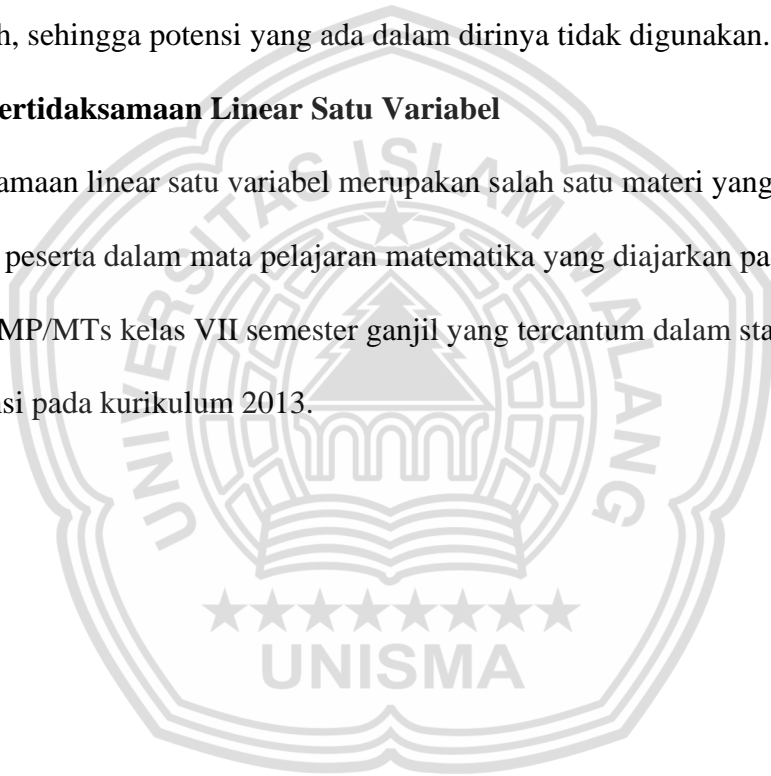 h, sehingga potensi yang ada dalam dirinya tidak digunakan.
ertidaksamaan Linear Satu Variabel
amaan linear satu variabel merupakan salah satu materi yang
peserta dalam mata pelajaran matematika yang diajarkan pa
MP/MTs kelas VII semester ganjil yang tercantum dalam sta
nsi pada kurikulum 2013.
UNIVERSITAS ISLAM MALANG
UNISMA